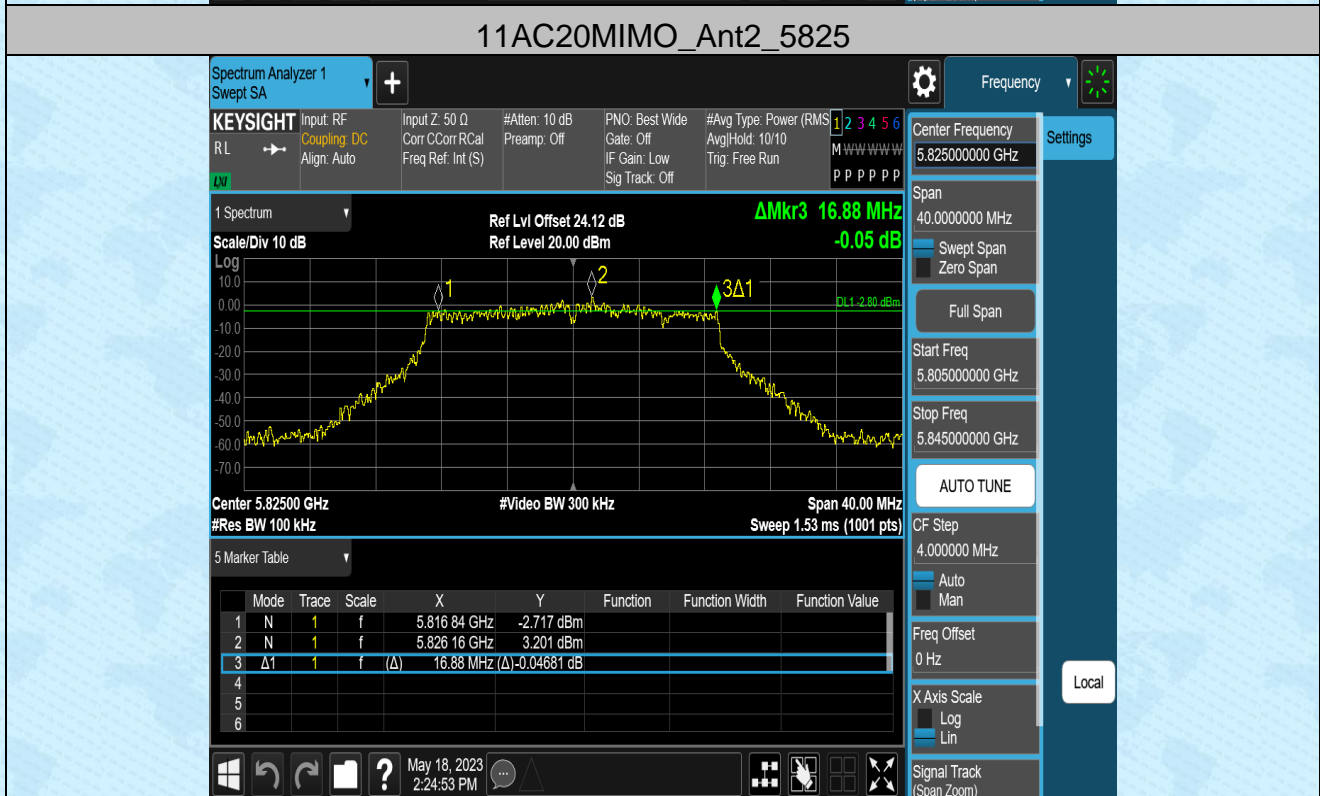 11AC20MIMO_Ant2_5825
Spectrum Analyzer 1
Swept SA
+
Frequency
KEYSIGHT
RL
LXI
Input: RF
Coupling: DC
Align: Auto
Input Z: 50 Ω
Corr CCorr RCal
Freq Ref: Int (S)
#Atten: 10 dB
Preamp: Off
PNO: Best Wide
Gate: Off
IF Gain: Low
Sig Track: Off
#Avg Type: Power (RMS
Avg|Hold: 10/10
Trig: Free Run
1 2 3 4 5 6
M W W W W W
P P P P P P
1 Spectrum
Scale/Div 10 dB
Ref Lvl Offset 24.12 dB
Ref Level 20.00 dBm
ΔMkr3 16.88 MHz
-0.05 dB
Log
10.0
0.00
-10.0
-20.0
-30.0
-40.0
-50.0
-60.0
-70.0
1
2
3Δ1
DL1 -2.80 dBm
Center 5.82500 GHz
#Res BW 100 kHz
#Video BW 300 kHz
Span 40.00 MHz
Sweep 1.53 ms (1001 pts)
5 Marker Table
Mode Trace Scale X Y Function Function Width Function Value
1 N 1 f 5.816 84 GHz -2.717 dBm
2 N 1 f 5.826 16 GHz 3.201 dBm
3 Δ1 1 f (Δ) 16.88 MHz (Δ) -0.04681 dB
4
5
6
?
May 18, 2023
2:24:53 PM
Center Frequency
5.825000000 GHz
Settings
Span
40.0000000 MHz
Swept Span
Zero Span
Full Span
Start Freq
5.805000000 GHz
Stop Freq
5.845000000 GHz
AUTO TUNE
CF Step
4.000000 MHz
Auto
Man
Freq Offset
0 Hz
Local
X Axis Scale
Log
Lin
Signal Track
(Span Zoom)